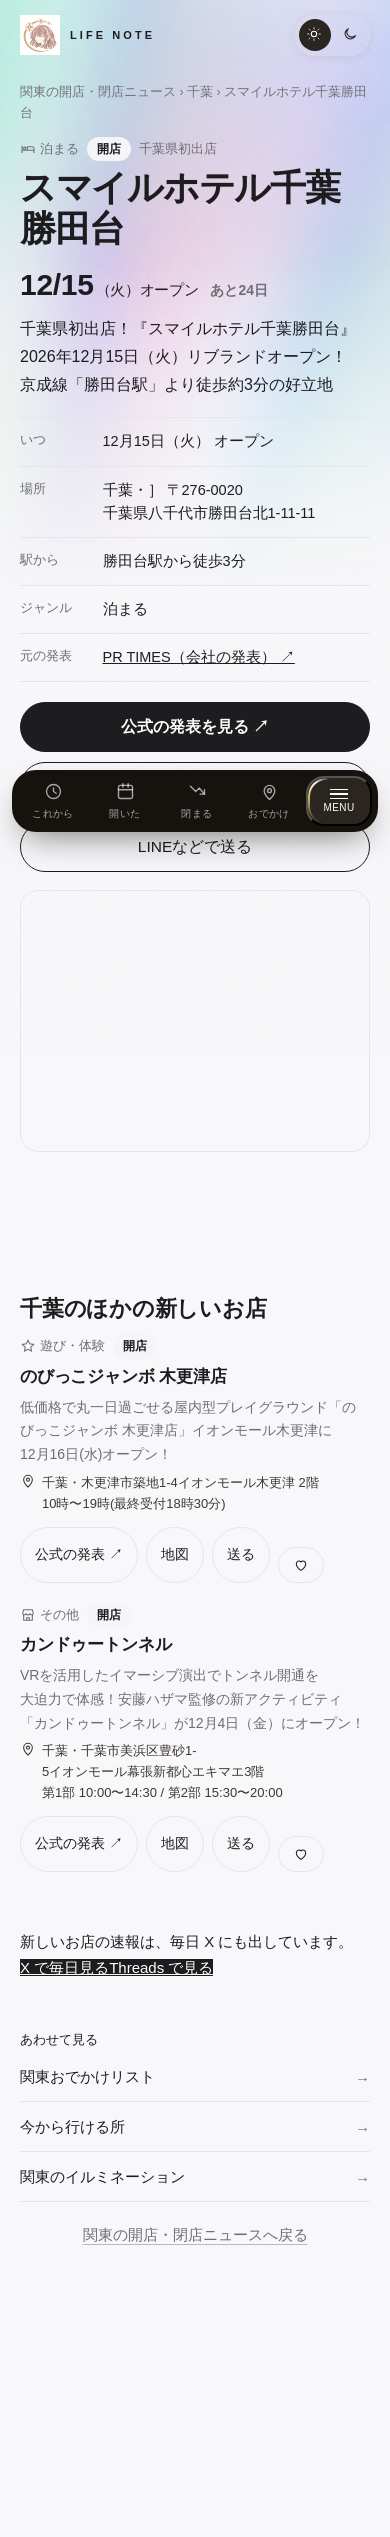 LIFE NOTE
関東の開店・閉店ニュース › 千葉 › スマイルホテル千葉勝田
台
泊まる 開店 千葉県初出店
スマイルホテル千葉
勝田台
12/15（火）オープン あと24日
千葉県初出店！『スマイルホテル千葉勝田台』
2026年12月15日（火）リブランドオープン！
京成線「勝田台駅」より徒歩約3分の好立地
いつ 12月15日（火） オープン
場所 千葉・］ 〒276-0020
千葉県八千代市勝田台北1-11-11
駅から 勝田台駅から徒歩3分
ジャンル 泊まる
元の発表 PR TIMES（会社の発表） ↗
公式の発表を見る ↗
これから 開いた 閉まる おでかけ MENU
LINEなどで送る
千葉のほかの新しいお店
遊び・体験 開店
のびっこジャンボ 木更津店
低価格で丸一日過ごせる屋内型プレイグラウンド「の
びっこジャンボ 木更津店」イオンモール木更津に
12月16日(水)オープン！
千葉・木更津市築地1-4イオンモール木更津 2階
10時〜19時(最終受付18時30分)
公式の発表 ↗ 地図 送る
その他 開店
カンドゥートンネル
VRを活用したイマーシブ演出でトンネル開通を
大迫力で体感！安藤ハザマ監修の新アクティビティ
「カンドゥートンネル」が12月4日（金）にオープン！
千葉・千葉市美浜区豊砂1-
5イオンモール幕張新都心エキマエ3階
第1部 10:00〜14:30 / 第2部 15:30〜20:00
公式の発表 ↗ 地図 送る
新しいお店の速報は、毎日 X にも出しています。
X で毎日見るThreads で見る
あわせて見る
関東おでかけリスト →
今から行ける所 →
関東のイルミネーション →
関東の開店・閉店ニュースへ戻る